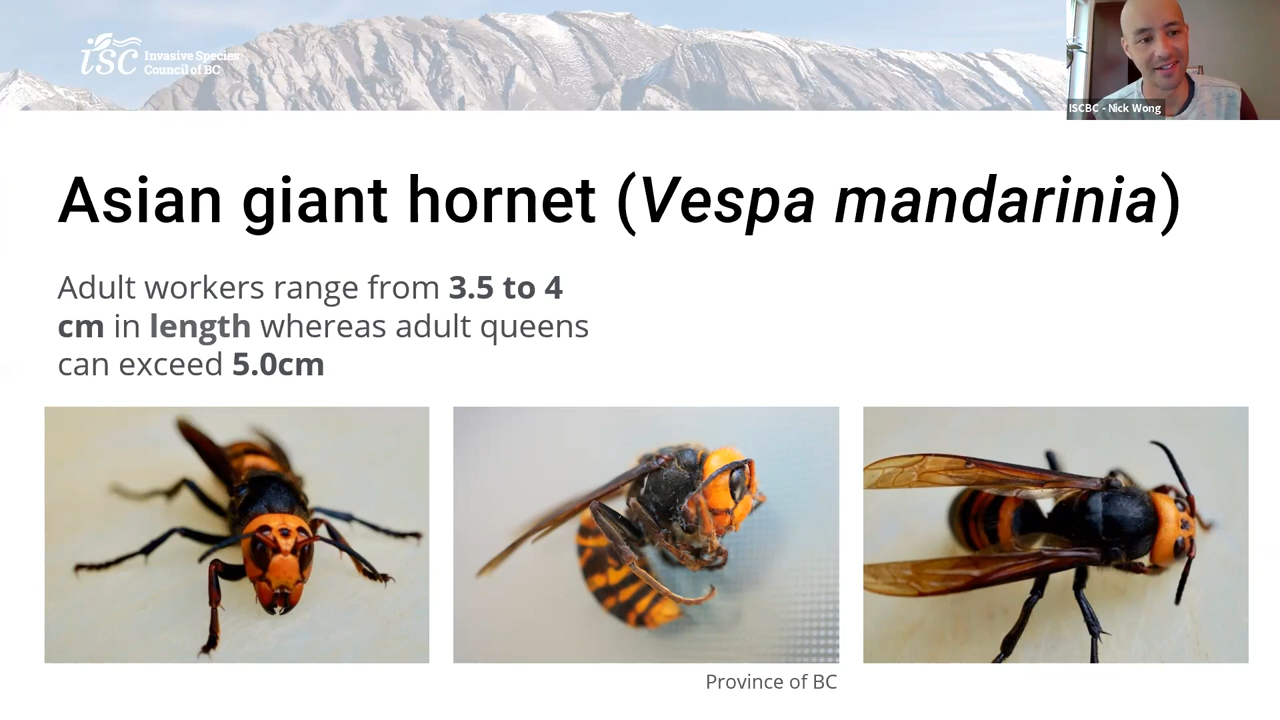 isc Invasive Species
Council of BC
ISCBC - Nick Wong
Asian giant hornet (Vespa mandarinia)
Adult workers range from 3.5 to 4
cm in length whereas adult queens
can exceed 5.0cm
Province of BC